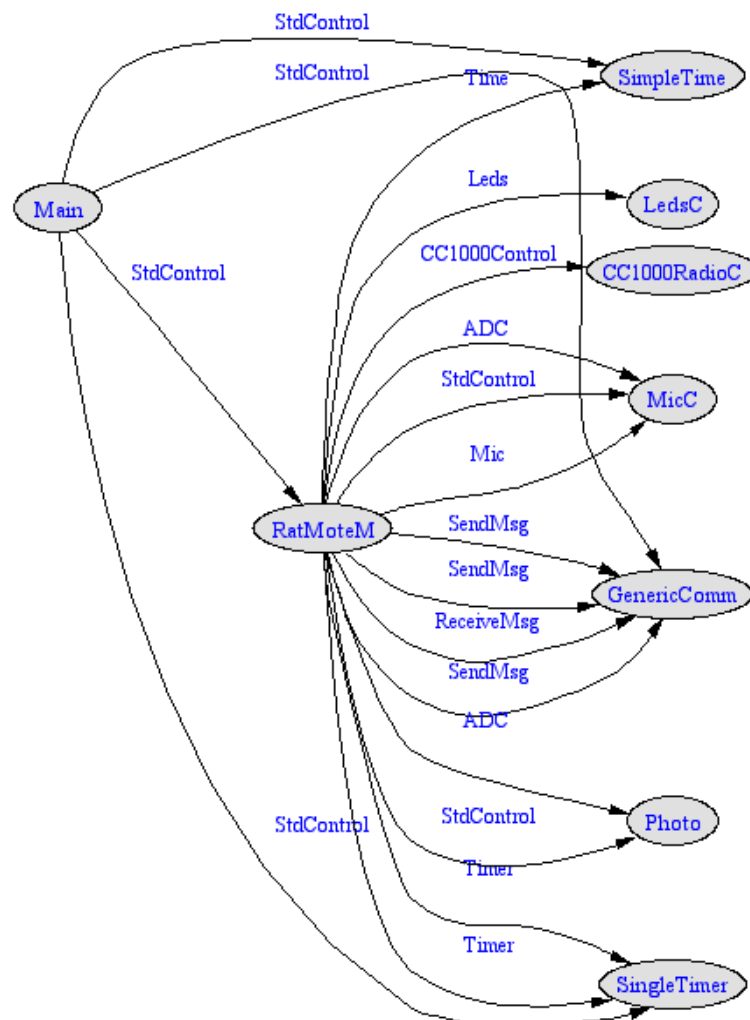 StdControl
StdControl
Time
SimpleTime
Leds
LedsC
Main
CC1000Control
CC1000RadioC
StdControl
ADC
StdControl
MicC
Mic
RatMoteM
SendMsg
SendMsg
GenericComm
ReceiveMsg
SendMsg
ADC
StdControl
StdControl
Photo
Timer
Timer
SingleTimer